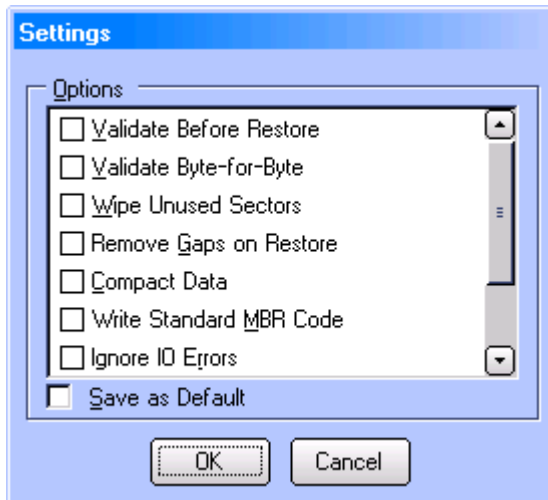 Settings
Options
Validate Before Restore
Validate Byte-for-Byte
Wipe Unused Sectors
Remove Gaps on Restore
Compact Data
Write Standard MBR Code
Ignore IO Errors
Save as Default
OK Cancel